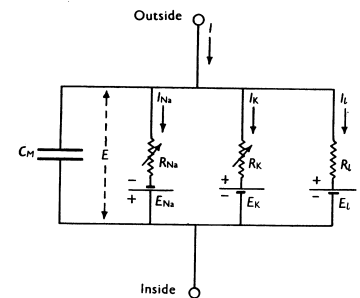 Outside
I
I_Na I_K I_l
C_M E R_Na R_K R_l
- + +
+ - -
E_Na E_K E_l
Inside